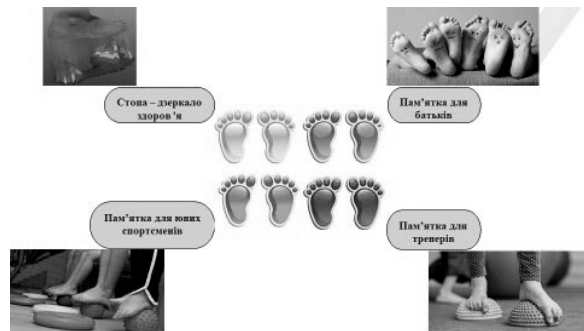 Стопа – дзеркало
здоров'я
Пам'ятка для
батьків
Пам'ятка для юних
спортсменів
Пам'ятка для
тренерів